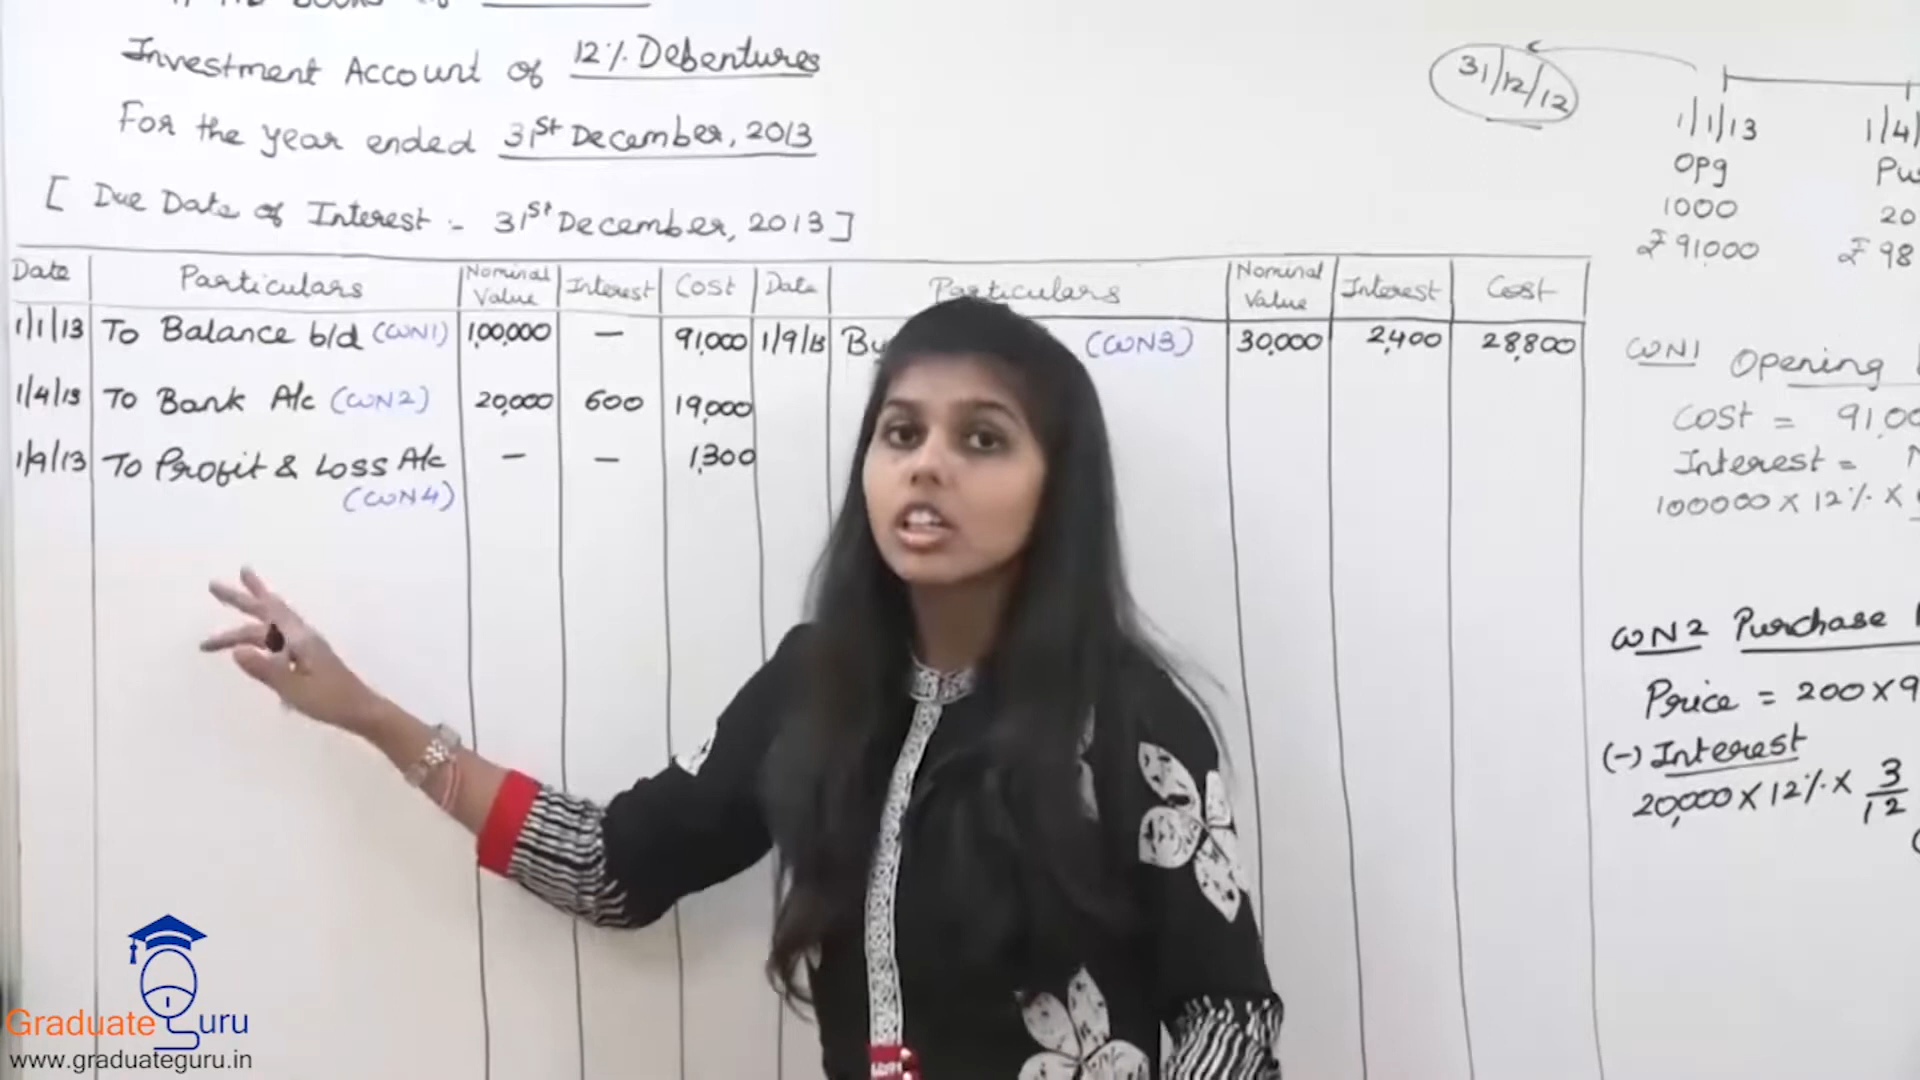 Investment Account of 12% Debentures
For the year ended 31st December, 2013
[ Due Date of Interest :- 31st December, 2013 ]
Date Particulars Nominal Value Interest Cost Date Particulars Nominal Value Interest Cost
1/1/13 To Balance b/d (WN1) 1,00,000 — 91,000 1/9/13 (WN3) 30,000 2,400 28,800
1/4/13 To Bank A/c (WN2) 20,000 600 19,000
1/9/13 To Profit & Loss A/c - - 1,300
(WN4)
31/12/12
1/1/13
Opg
1000
₹ 91000
1/4/
20
₹ 98
WN1 Opening
Cost = 91,00
Interest =
100000 x 12% x
WN2 Purchase
Price = 200 x 9
(-) Interest
20,000 x 12% x 3/12
Graduate Guru
www.graduateguru.in